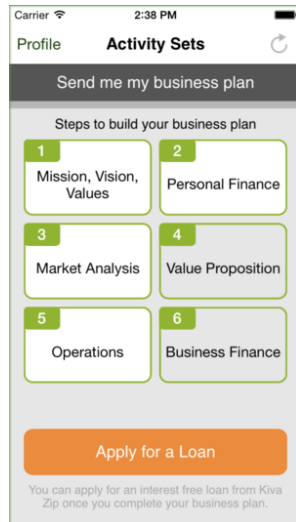 Carrier 2:38 PM
Profile Activity Sets
Send me my business plan
Steps to build your business plan
1
Mission, Vision,
Values
2
Personal Finance
3
Market Analysis
4
Value Proposition
5
Operations
6
Business Finance
Apply for a Loan
You can apply for an interest free loan from Kiva
Zip once you complete your business plan.